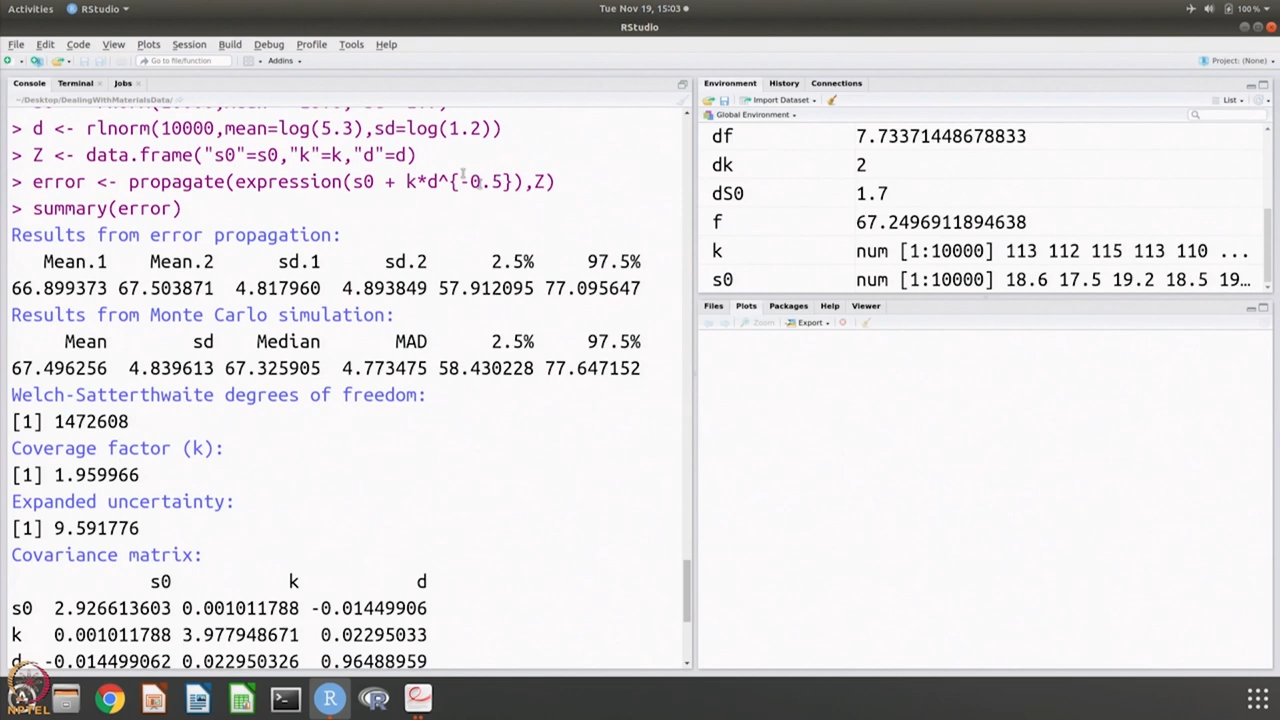 Activities RStudio Tue Nov 19, 15:03 100 %
RStudio
File Edit Code View Plots Session Build Debug Profile Tools Help
Go to file/function Addins Project: (None)
Console Terminal Jobs
~/Desktop/DealingWithMaterialsData/
> d <- rlnorm(10000,mean=log(5.3),sd=log(1.2))
> Z <- data.frame("s0"=s0,"k"=k,"d"=d)
> error <- propagate(expression(s0 + k*d^{-0.5}),Z)
> summary(error)
Results from error propagation:
Mean.1 Mean.2 sd.1 sd.2 2.5% 97.5%
66.899373 67.503871 4.817960 4.893849 57.912095 77.095647
Results from Monte Carlo simulation:
Mean sd Median MAD 2.5% 97.5%
67.496256 4.839613 67.325905 4.773475 58.430228 77.647152
Welch-Satterthwaite degrees of freedom:
[1] 1472608
Coverage factor (k):
[1] 1.959966
Expanded uncertainty:
[1] 9.591776
Covariance matrix:
s0 k d
s0 2.926613603 0.001011788 -0.01449906
k 0.001011788 3.977948671 0.02295033
d -0.014499062 0.022950326 0.96488959
Environment History Connections
Import Dataset List
Global Environment
df 7.73371448678833
dk 2
dS0 1.7
f 67.2496911894638
k num [1:10000] 113 112 115 113 110 ...
s0 num [1:10000] 18.6 17.5 19.2 18.5 19...
Files Plots Packages Help Viewer
Zoom Export
NPTEL